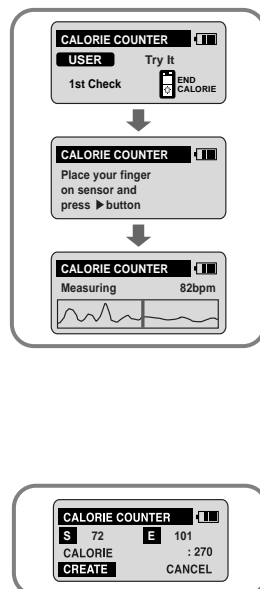 CALORIE COUNTER
USER Try It
1st Check END
CALORIE
CALORIE COUNTER
Place your finger
on sensor and
press ▶button
CALORIE COUNTER
Measuring 82bpm
CALORIE COUNTER
S 72 E 101
CALORIE : 270
CREATE CANCEL